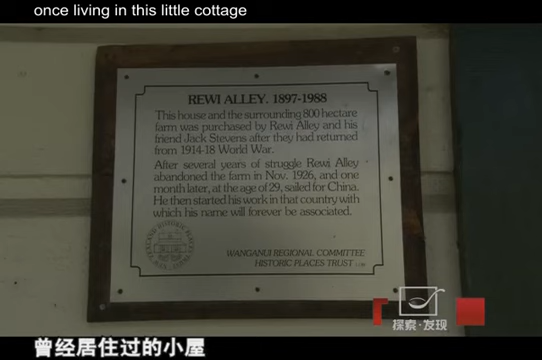 once living in this little cottage
REWI ALLEY. 1897-1988
This house and the surrounding 800 hectare
farm was purchased by Rewi Alley and his
friend Jack Stevens after they had returned
from 1914-18 World War.
After several years of struggle Rewi Alley
abandoned the farm in Nov. 1926, and one
month later, at the age of 29, sailed for China.
He then started his work in that country with
which his name will forever be associated.
WANGANUI REGIONAL COMMITTEE
HISTORIC PLACES TRUST
探索·发现
曾经居住过的小屋